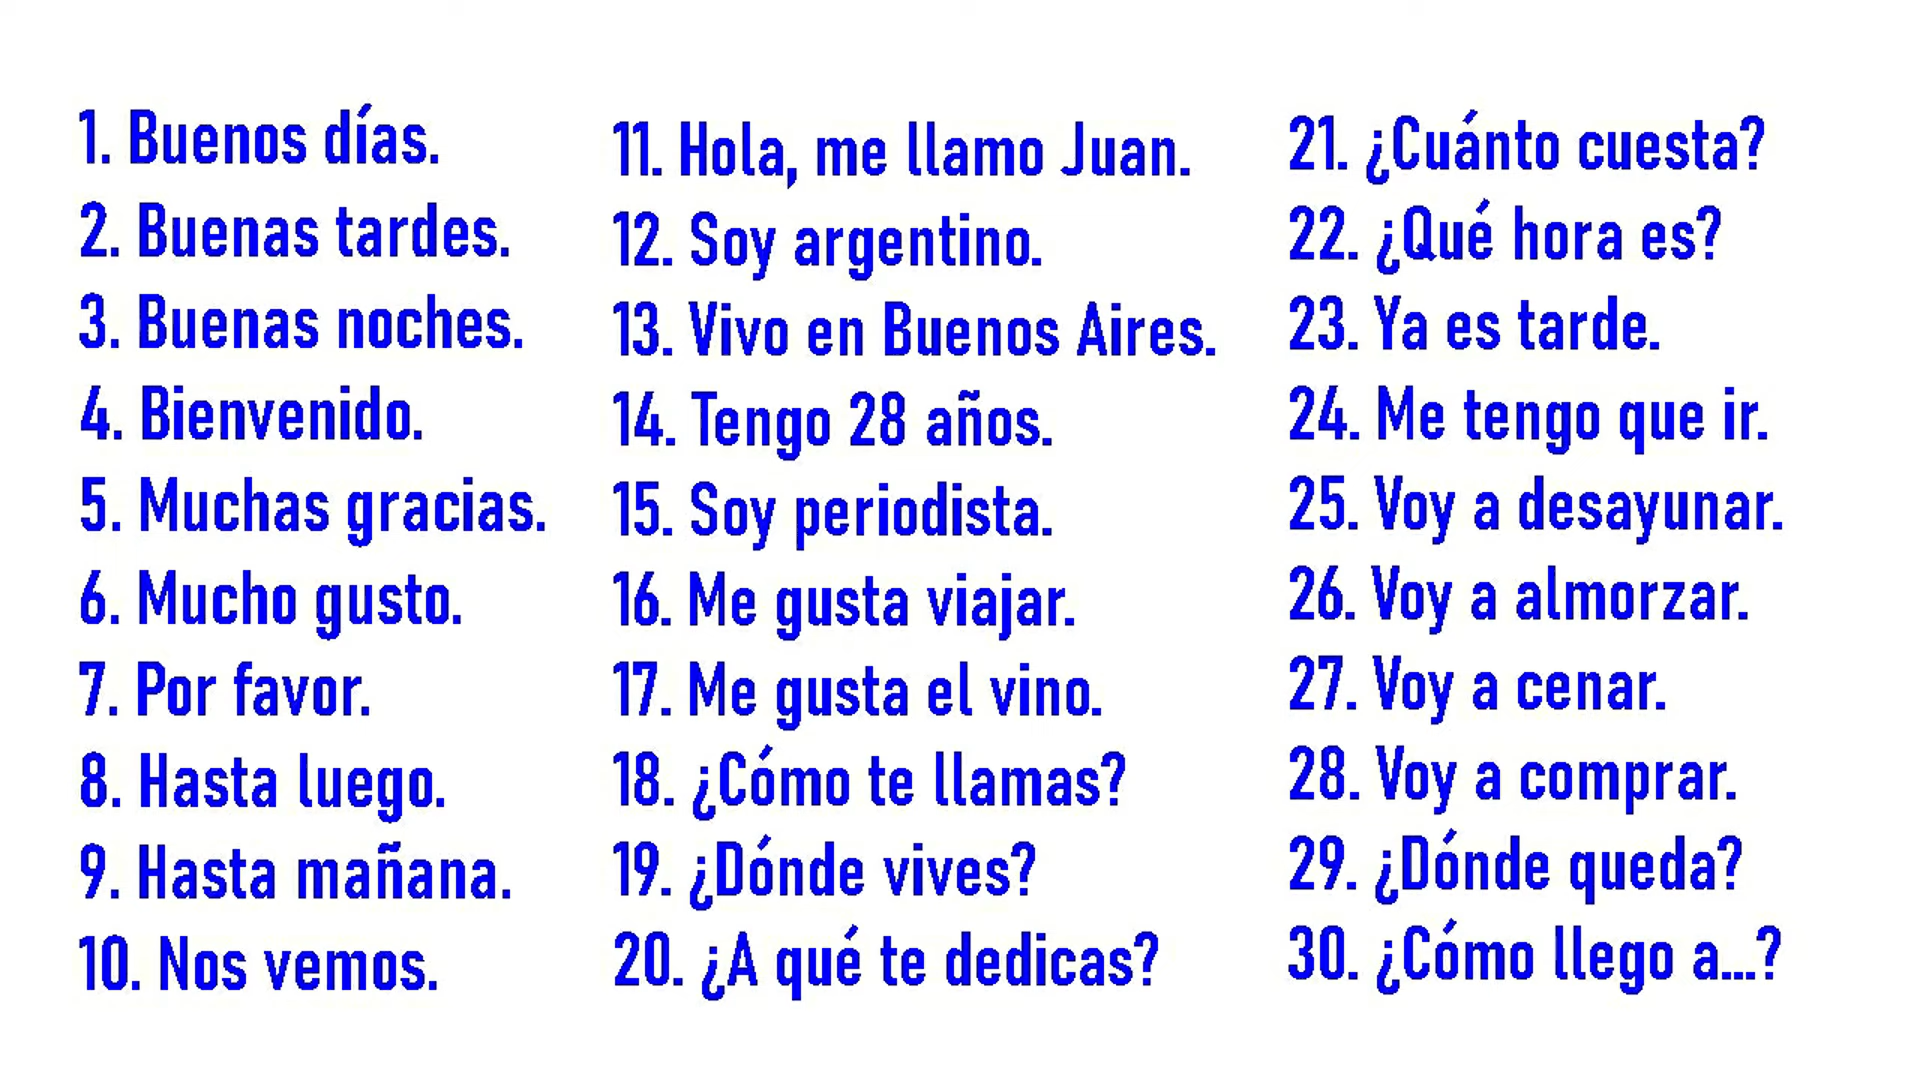 1. Buenos días.
2. Buenas tardes.
3. Buenas noches.
4. Bienvenido.
5. Muchas gracias.
6. Mucho gusto.
7. Por favor.
8. Hasta luego.
9. Hasta mañana.
10. Nos vemos.
11. Hola, me llamo Juan.
12. Soy argentino.
13. Vivo en Buenos Aires.
14. Tengo 28 años.
15. Soy periodista.
16. Me gusta viajar.
17. Me gusta el vino.
18. ¿Cómo te llamas?
19. ¿Dónde vives?
20. ¿A qué te dedicas?
21. ¿Cuánto cuesta?
22. ¿Qué hora es?
23. Ya es tarde.
24. Me tengo que ir.
25. Voy a desayunar.
26. Voy a almorzar.
27. Voy a cenar.
28. Voy a comprar.
29. ¿Dónde queda?
30. ¿Cómo llego a...?